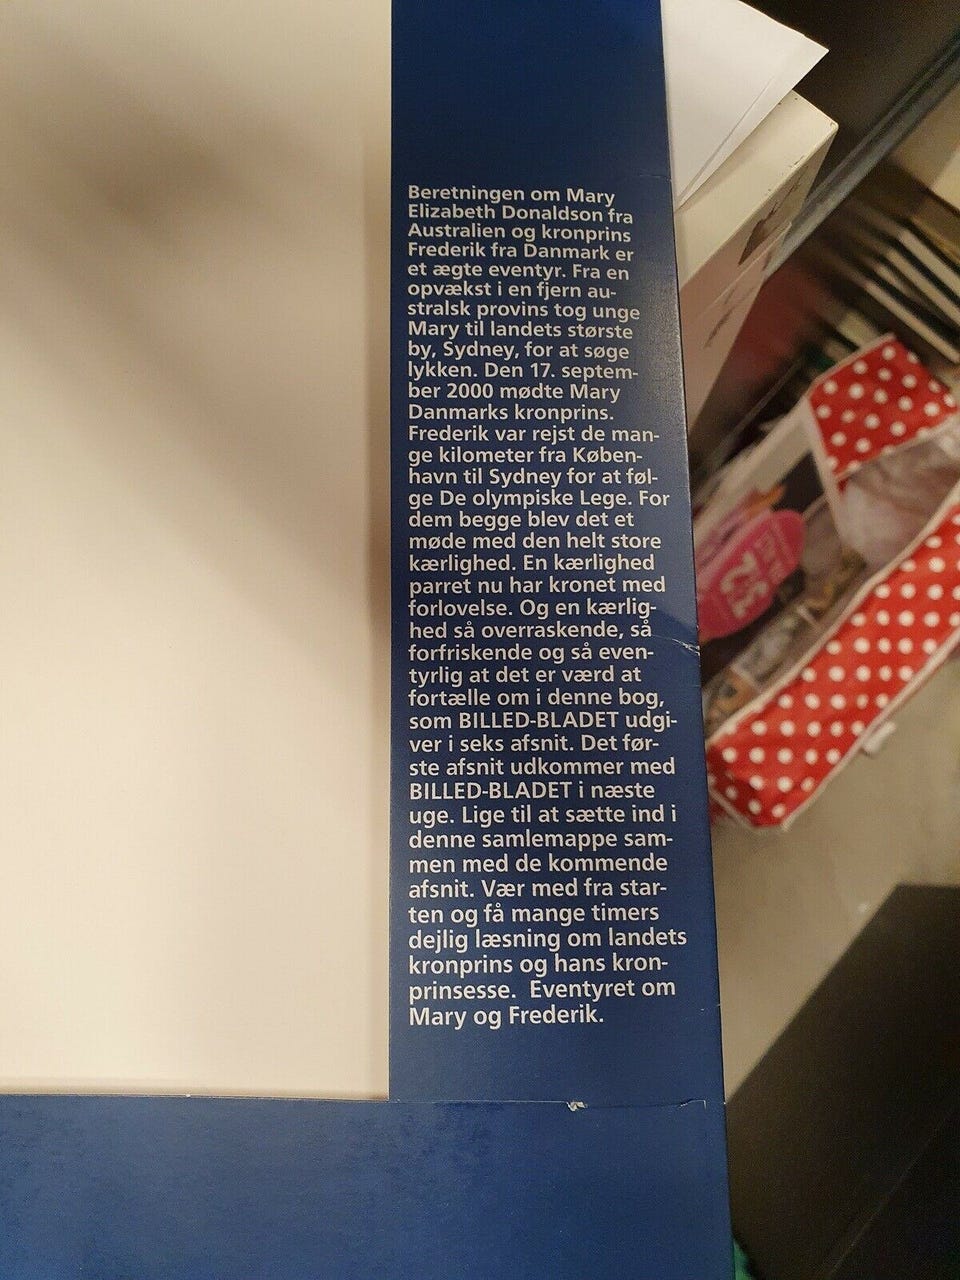 Beretningen om Mary
Elizabeth Donaldson fra
Australien og kronprins
Frederik fra Danmark er
et ægte eventyr. Fra en
opvækst i en fjern au-
stralsk provins tog unge
Mary til landets største
by, Sydney, for at søge
lykken. Den 17. septem-
ber 2000 mødte Mary
Danmarks kronprins.
Frederik var rejst de man-
ge kilometer fra Køben-
havn til Sydney for at føl-
ge De olympiske Lege. For
dem begge blev det et
møde med den helt store
kærlighed. En kærlighed
parret nu har kronet med
forlovelse. Og en kærlig-
hed så overraskende, så
forfriskende og så even-
tyrlig at det er værd at
fortælle om i denne bog,
som BILLED-BLADET udgi-
ver i seks afsnit. Det før-
ste afsnit udkommer med
BILLED-BLADET i næste
uge. Lige til at sætte ind i
denne samlemappe sam-
men med de kommende
afsnit. Vær med fra star-
ten og få mange timers
dejlig læsning om landets
kronprins og hans kron-
prinsesse. Eventyret om
Mary og Frederik.